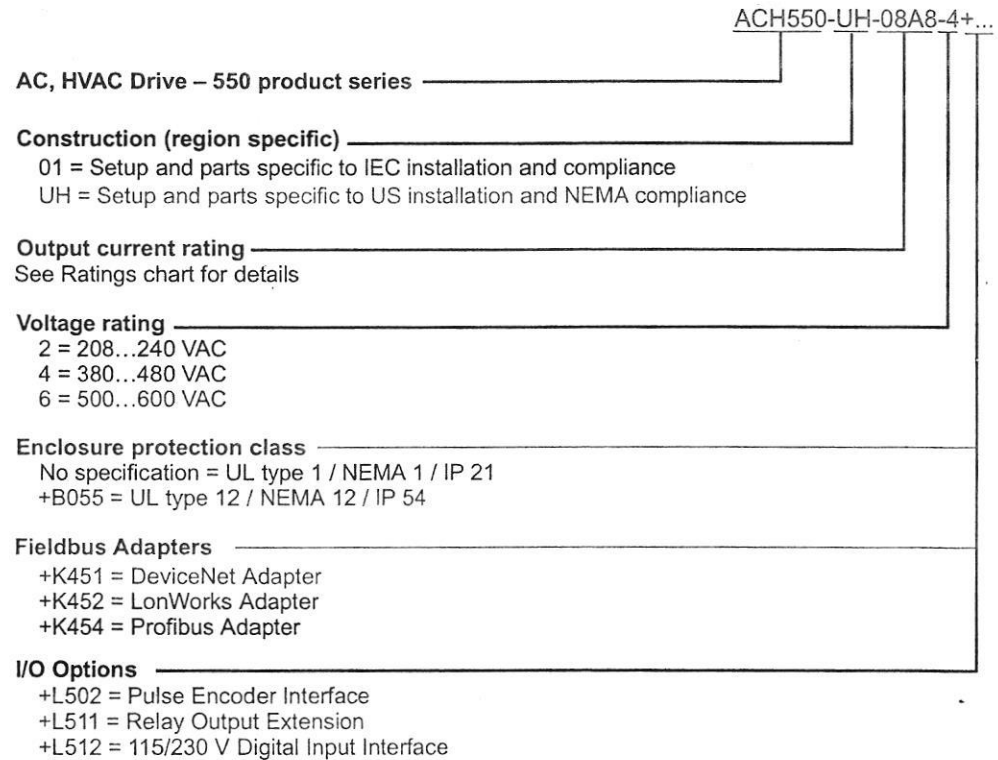 ACH550-UH-08A8-4+...
AC, HVAC Drive – 550 product series
Construction (region specific)
01 = Setup and parts specific to IEC installation and compliance
UH = Setup and parts specific to US installation and NEMA compliance
Output current rating
See Ratings chart for details
Voltage rating
2 = 208...240 VAC
4 = 380...480 VAC
6 = 500...600 VAC
Enclosure protection class
No specification = UL type 1 / NEMA 1 / IP 21
+B055 = UL type 12 / NEMA 12 / IP 54
Fieldbus Adapters
+K451 = DeviceNet Adapter
+K452 = LonWorks Adapter
+K454 = Profibus Adapter
I/O Options
+L502 = Pulse Encoder Interface
+L511 = Relay Output Extension
+L512 = 115/230 V Digital Input Interface